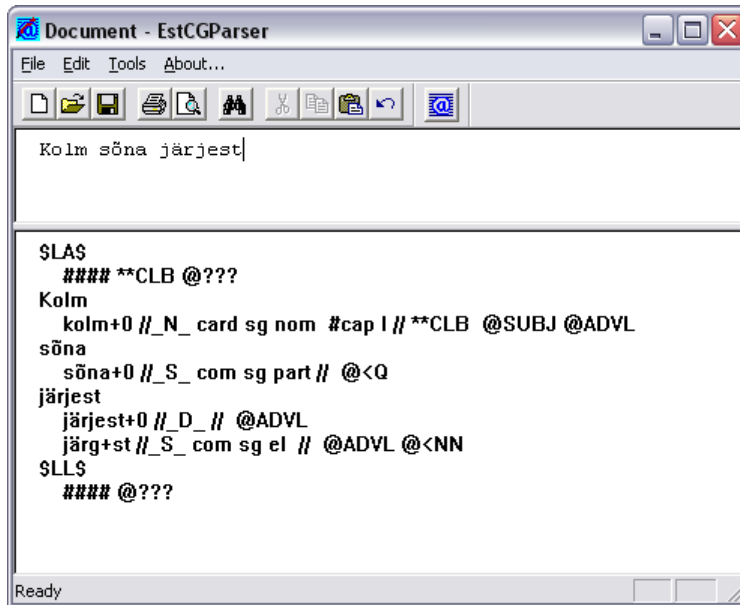 Document - EstCGParser
File Edit Tools About...
Kolm sõna järjest
$LA$
#### **CLB @???
Kolm
kolm+0 //_N_ card sg nom #cap l // **CLB @SUBJ @ADVL
sõna
sõna+0 //_S_ com sg part // @<Q
järjest
järjest+0 //_D_ // @ADVL
järg+st //_S_ com sg el // @ADVL @<NN
$LL$
#### @???
Ready